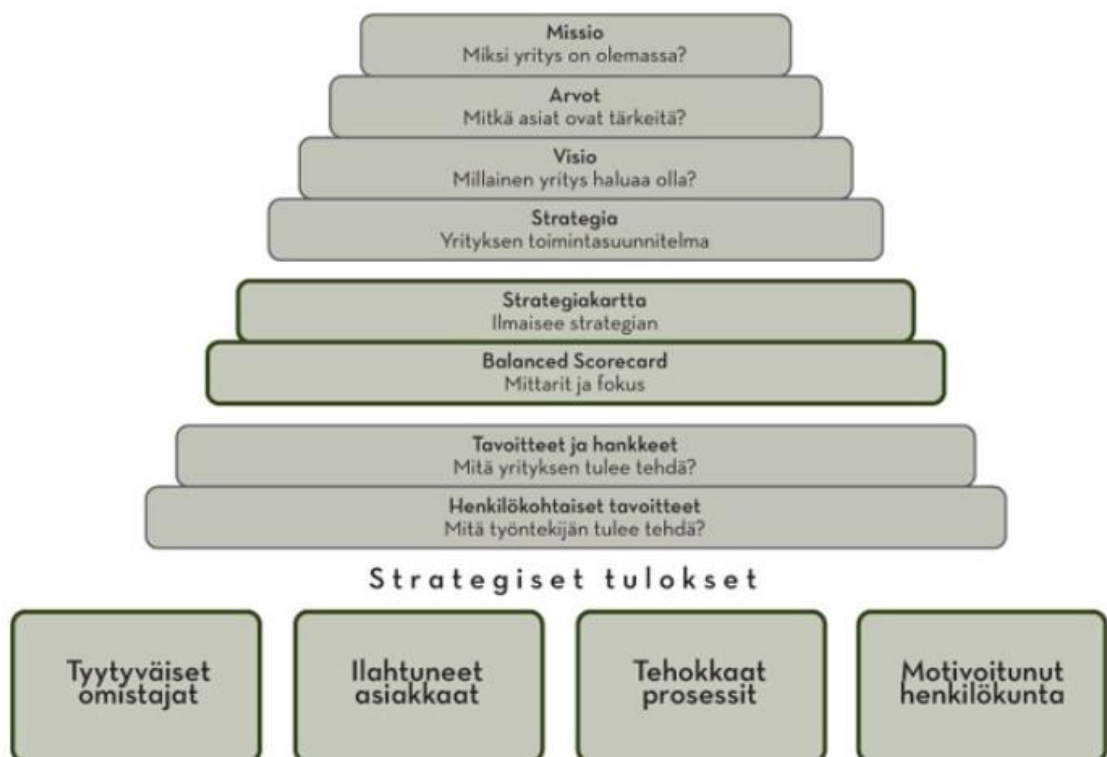 Missio
Miksi yritys on olemassa?
Arvot
Mitkä asiat ovat tärkeitä?
Visio
Millainen yritys haluaa olla?
Strategia
Yrityksen toimintasuunnitelma
Strategiakartta
Ilmaisee strategian
Balanced Scorecard
Mittarit ja fokus
Tavoitteet ja hankkeet
Mitä yrityksen tulee tehdä?
Henkilökohtaiset tavoitteet
Mitä työntekijän tulee tehdä?
Strategiset tulokset
Tyytyväiset
omistajat
Ilahtuneet
asiakkaat
Tehokkaat
prosessit
Motivoitunut
henkilökunta